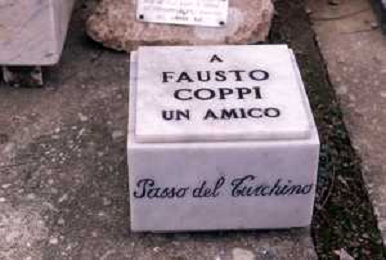 A
FAUSTO
COPPI
UN AMICO
Passo del Turchino